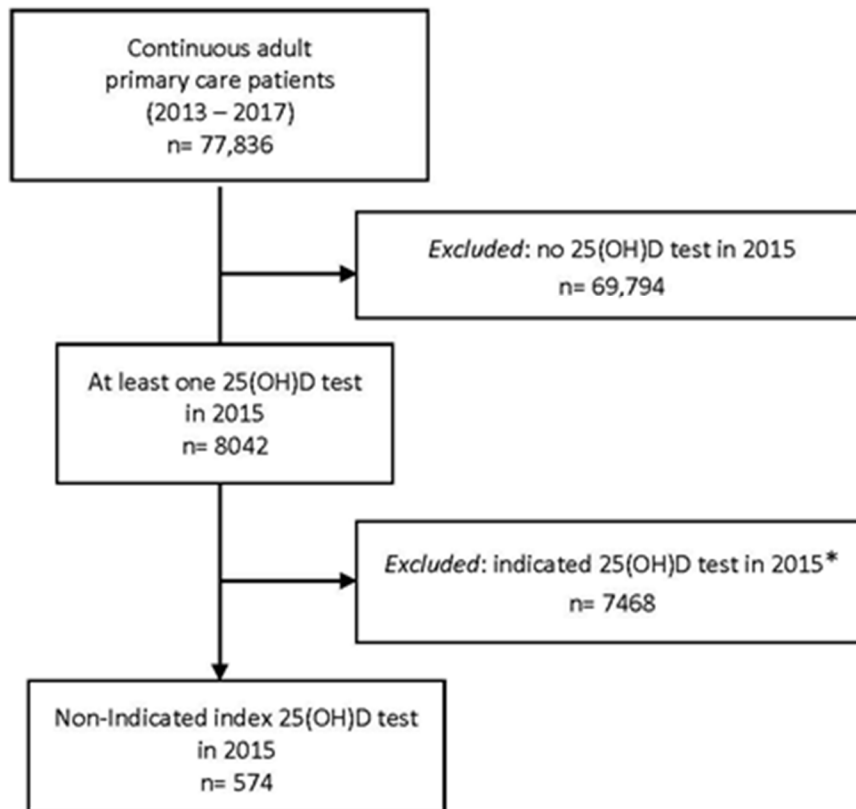 Continuous adult
primary care patients
(2013 – 2017)
n= 77,836
Excluded: no 25(OH)D test in 2015
n= 69,794
At least one 25(OH)D test
in 2015
n= 8042
Excluded: indicated 25(OH)D test in 2015*
n= 7468
Non-Indicated index 25(OH)D test
in 2015
n= 574